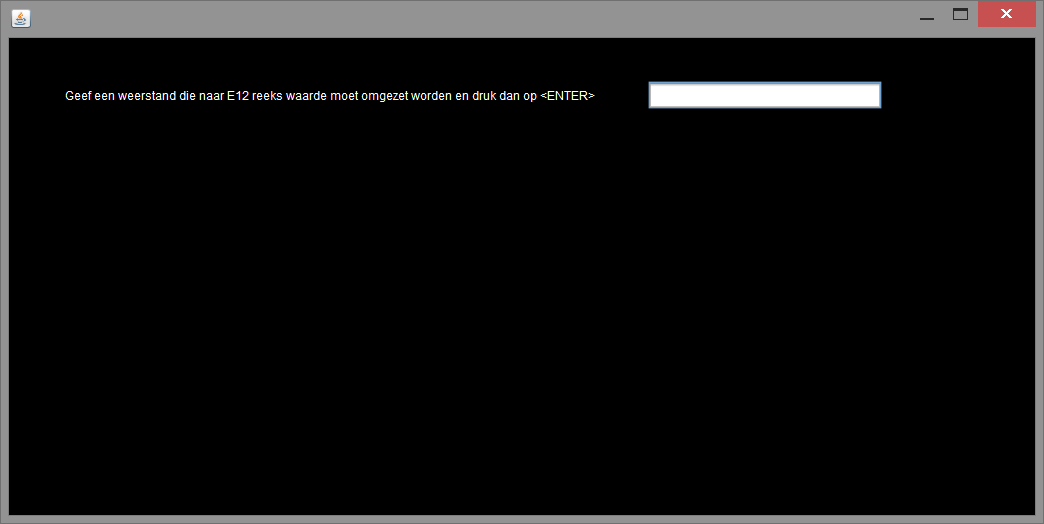 Geef een weerstand die naar E12 reeks waarde moet omgezet worden en druk dan op <ENTER>